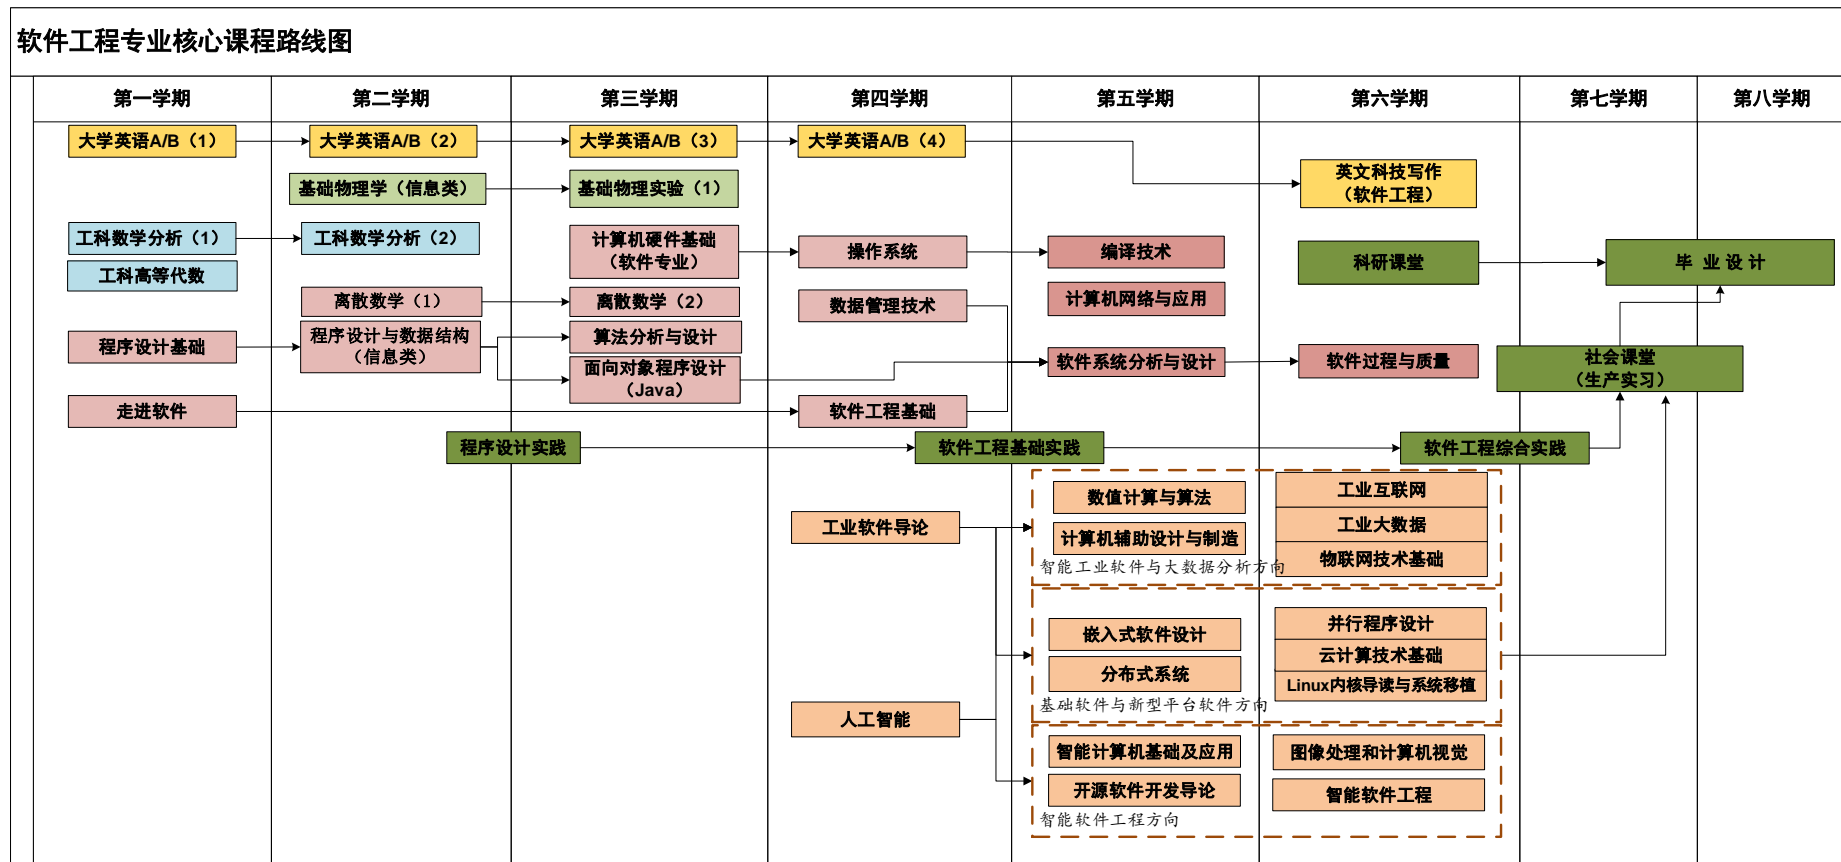 软件工程专业核心课程路线图
第一学期 第二学期 第三学期 第四学期 第五学期 第六学期 第七学期 第八学期
大学英语A/B（1） 大学英语A/B（2） 大学英语A/B（3） 大学英语A/B（4）
英文科技写作
（软件工程）
基础物理学（信息类） 基础物理实验（1）
工科数学分析（1） 工科数学分析（2）
计算机硬件基础
（软件专业）
操作系统 编译技术 科研课堂 毕 业 设 计
工科高等代数
离散数学（1） 离散数学（2） 数据管理技术 计算机网络与应用
程序设计基础
程序设计与数据结构
（信息类）
算法分析与设计
面向对象程序设计
（Java）
软件系统分析与设计 软件过程与质量
社会课堂
（生产实习）
走进软件 软件工程基础
程序设计实践 软件工程基础实践 软件工程综合实践
工业软件导论
数值计算与算法
计算机辅助设计与制造
工业互联网
工业大数据
物联网技术基础
智能工业软件与大数据分析方向
嵌入式软件设计
分布式系统
并行程序设计
云计算技术基础
Linux内核导读与系统移植
基础软件与新型平台软件方向
人工智能
智能计算机基础及应用 图像处理和计算机视觉
开源软件开发导论 智能软件工程
智能软件工程方向